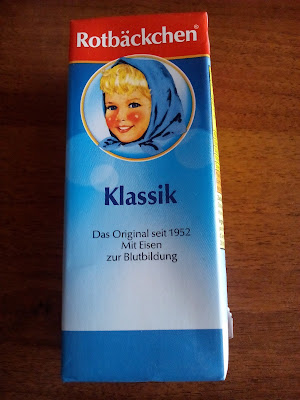 Rotbäckchen®
Klassik
Das Original seit 1952
Mit Eisen
zur Blutbildung